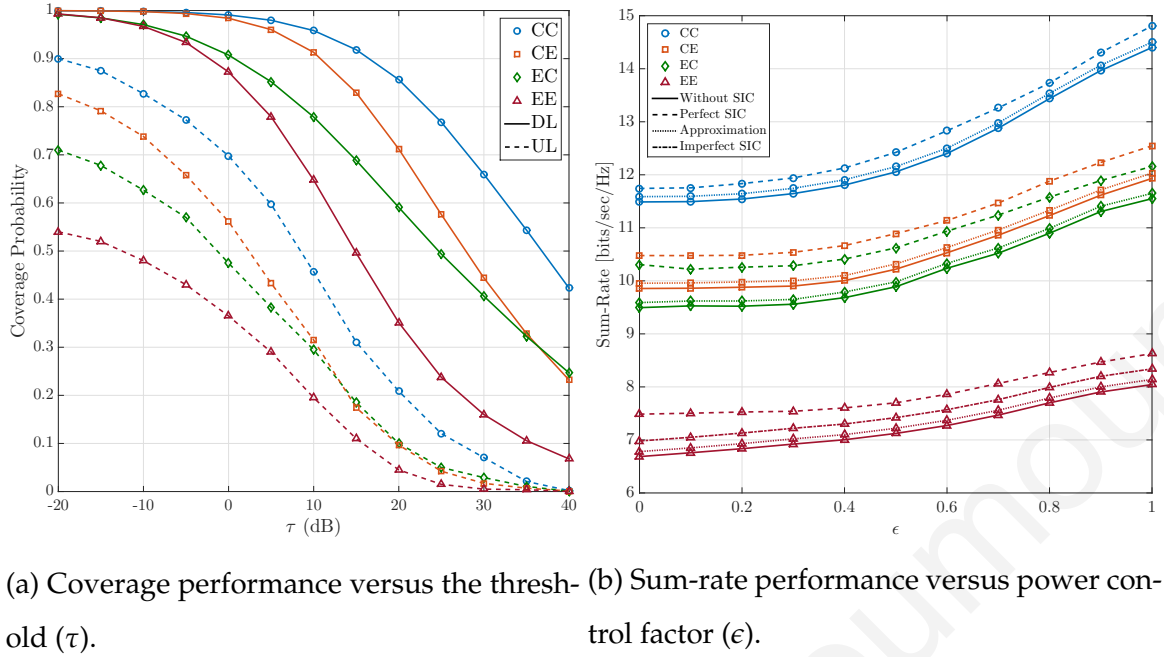 Coverage Probability
1
0.9
0.8
0.7
0.6
0.5
0.4
0.3
0.2
0.1
0
-20
-10
0
10
20
30
40
τ (dB)
CC
CE
EC
EE
DL
UL
Sum-Rate [bits/sec/Hz]
15
14
13
12
11
10
9
8
7
6
0
0.2
0.4
0.6
0.8
1
ϵ
CC
CE
EC
EE
Without SIC
Perfect SIC
Approximation
Imperfect SIC
(a) Coverage performance versus the thresh-
old (τ).
(b) Sum-rate performance versus power con-
trol factor (ϵ).